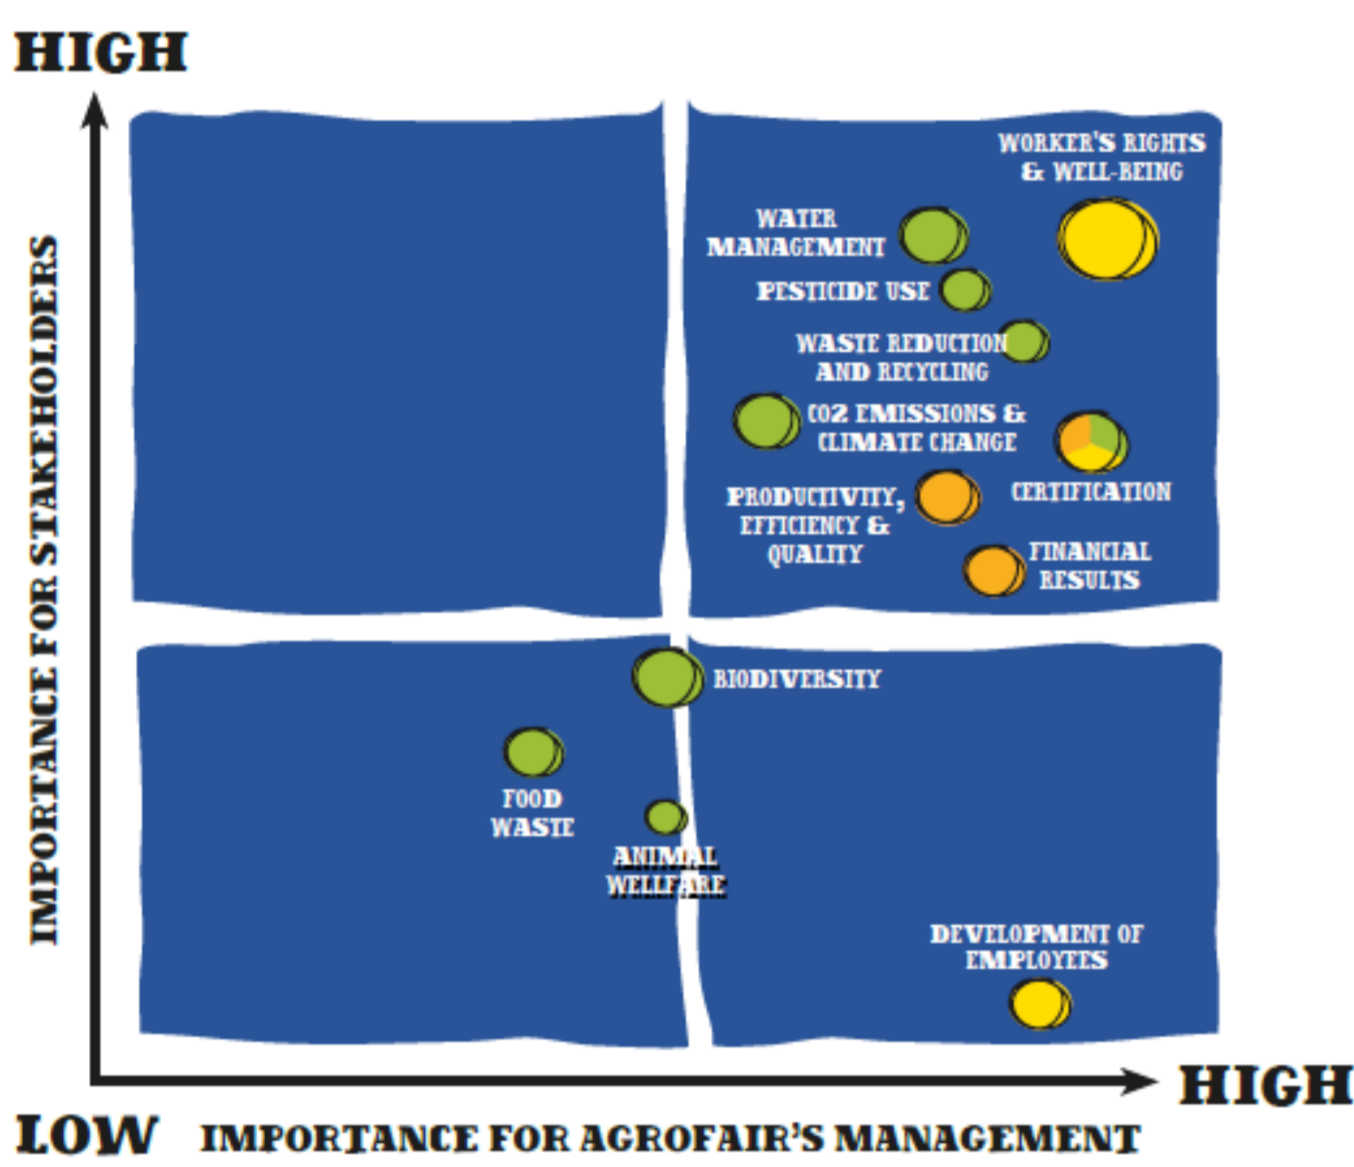 HIGH
IMPORTANCE FOR STAKEHOLDERS
WORKER'S RIGHTS
& WELL-BEING
WATER
MANAGEMENT
PESTICIDE USE
WASTE REDUCTION
AND RECYCLING
CO2 EMISSIONS &
CLIMATE CHANGE
CERTIFICATION
PRODUCTIVITY,
EFFICIENCY &
QUALITY
FINANCIAL
RESULTS
BIODIVERSITY
FOOD
WASTE
ANIMAL
WELLFARE
DEVELOPMENT OF
EMPLOYEES
HIGH
LOW
IMPORTANCE FOR AGROFAIR'S MANAGEMENT